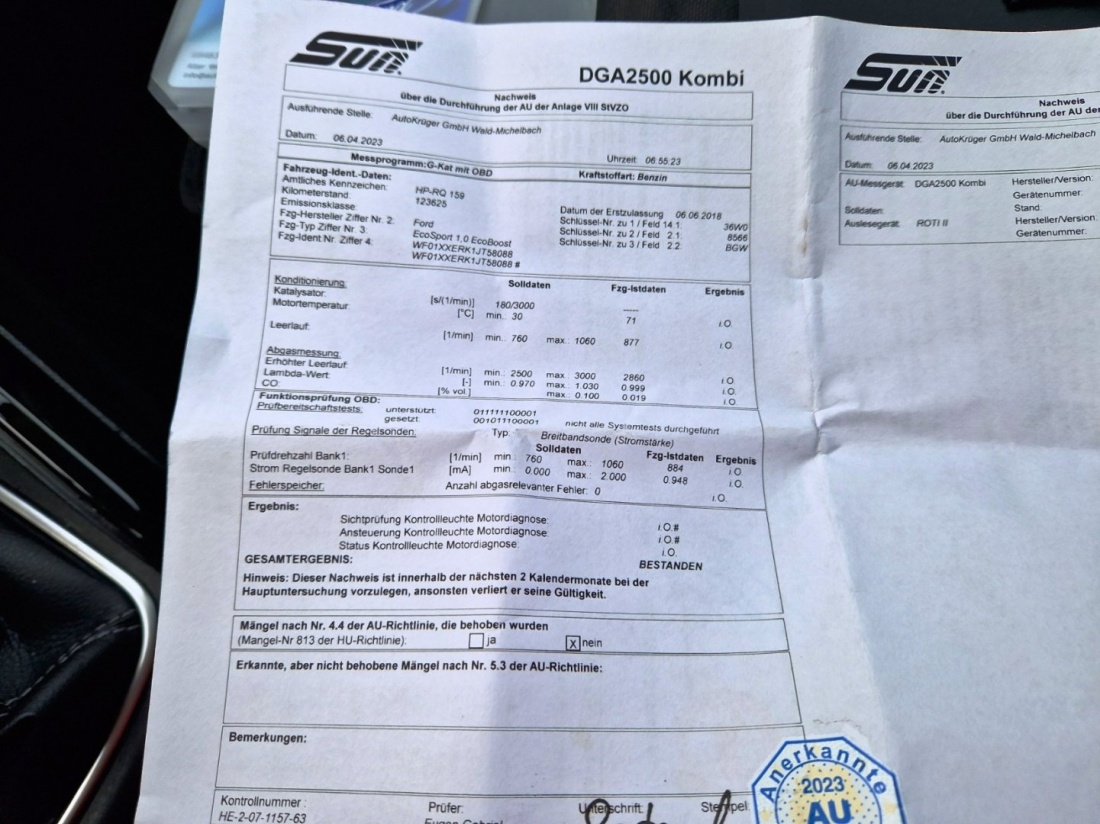 Sun
DGA2500 Kombi
Nachweis
über die Durchführung der AU der Anlage VIII StVZO
Ausführende Stelle: AutoKrüger GmbH Wald-Michelbach
Datum: 06.04.2023 Uhrzeit: 06:55:23
Messprogramm:G-Kat mit OBD Kraftstoffart: Benzin
Fahrzeug-Ident.-Daten:
Amtliches Kennzeichen: HP-RQ 159
Kilometerstand: 123625 Datum der Erstzulassung 06.06.2018
Emissionsklasse: Schlüssel-Nr. zu 1 / Feld 14.1: 36W0
Fzg-Hersteller Ziffer Nr. 2: Ford Schlüssel-Nr. zu 2 / Feld 2.1: 8566
Fzg-Typ Ziffer Nr. 3: EcoSport 1,0 EcoBoost Schlüssel-Nr. zu 3 / Feld 2.2: BGW
Fzg-Ident Nr. Ziffer 4: WF01XXERK1JT58088
WF01XXERK1JT58088 #
Konditionierung Solldaten Fzg-Istdaten Ergebnis
Katalysator: [s/(1/min)] 180/3000 -----
Motortemperatur: [°C] min.: 30 71 i.O.
Leerlauf: [1/min] min.: 760 max.: 1060 877 i.O.
Abgasmessung
Erhöhter Leerlauf [1/min] min.: 2500 max.: 3000 2860 i.O.
Lambda-Wert: [-] min.: 0.970 max.: 1.030 0.999 i.O.
CO: [% vol.] max.: 0.100 0.019 i.O.
Funktionsprüfung OBD:
Prüfbereitschaftstests: unterstützt: 011111100001
gesetzt: 001011100001 nicht alle Systemtests durchgeführt
Prüfung Signale der Regelsonden: Typ: Breitbandsonde (Stromstärke)
Solldaten Fzg-Istdaten Ergebnis
Prüfdrehzahl Bank1: [1/min] min.: 760 max.: 1060 884 i.O.
Strom Regelsonde Bank1 Sonde1 [mA] min.: 0.000 max.: 2.000 0.948 i.O.
Fehlerspeicher: Anzahl abgasrelevanter Fehler: 0 i.O.
Ergebnis:
Sichtprüfung Kontrollleuchte Motordiagnose: i.O.#
Ansteuerung Kontrollleuchte Motordiagnose: i.O.#
Status Kontrollleuchte Motordiagnose: i.O.
GESAMTERGEBNIS: BESTANDEN
Hinweis: Dieser Nachweis ist innerhalb der nächsten 2 Kalendermonate bei der
Hauptuntersuchung vorzulegen, ansonsten verliert er seine Gültigkeit.
Mängel nach Nr. 4.4 der AU-Richtlinie, die behoben wurden
(Mangel-Nr 813 der HU-Richtlinie): ja X nein
Erkannte, aber nicht behobene Mängel nach Nr. 5.3 der AU-Richtlinie:
Bemerkungen:
Kontrollnummer : Prüfer: Unterschrift: Stempel:
HE-2-07-1157-63
Anerkannte
2023
AU
Sun
Nachweis
über die Durchführung der AU der
Ausführende Stelle: AutoKrüger GmbH Wald-Michelbach
Datum: 06.04.2023
AU-Messgerät: DGA2500 Kombi Hersteller/Version:
Gerätenummer:
Solldaten: Stand:
Auslesegerät: ROTI II Hersteller/Version:
Gerätenummer: